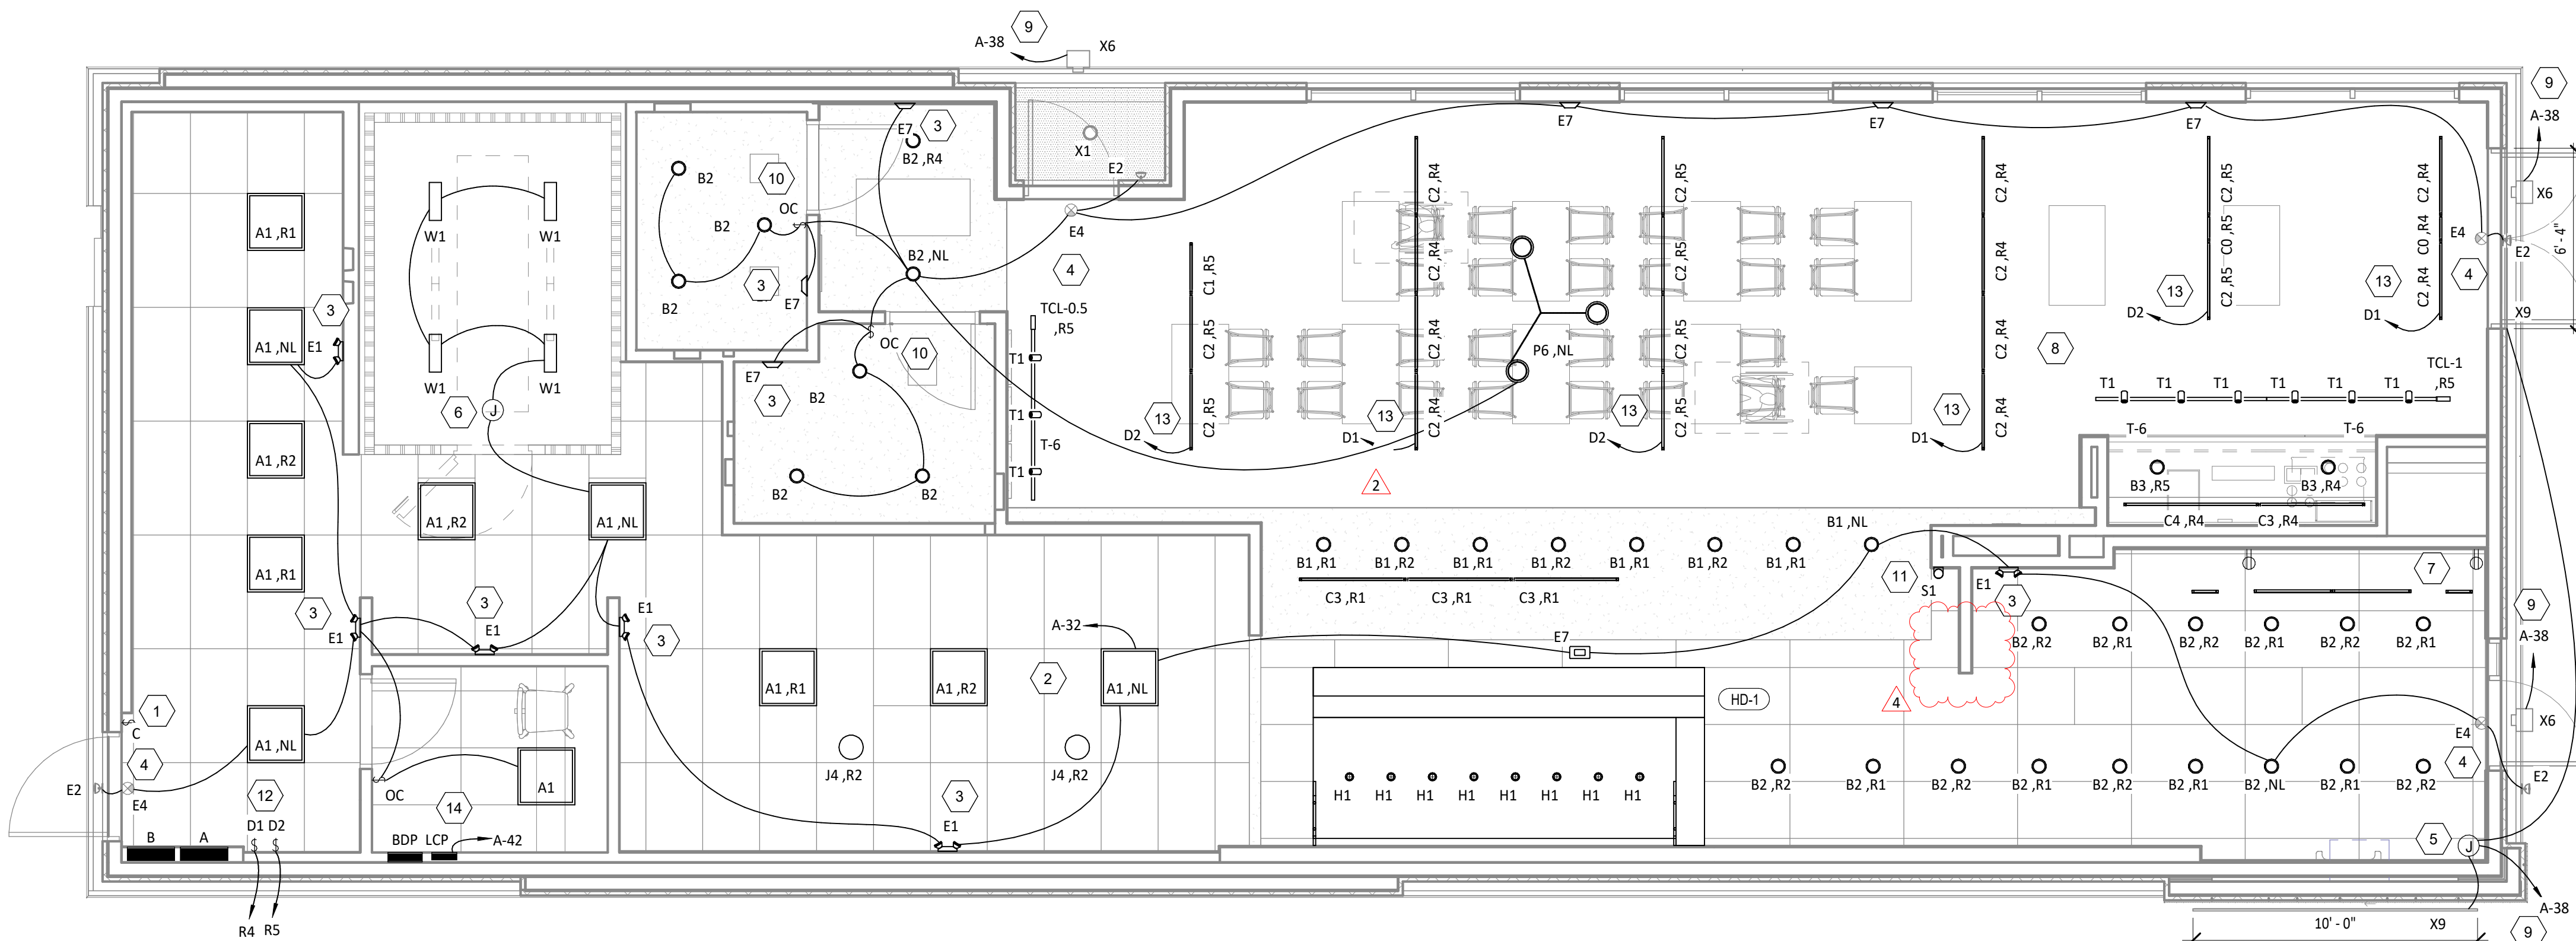 9
A-38
X6
9
A-38
E7
3
B2 ,R4
X1
E2
E7
E7
E7
C2 ,R4
C2 ,R5
C2 ,R4
C2 ,R5
C2 ,R4
B2
10
X6
A1 ,R1
W1
W1
B2
OC
E4
C2 ,R4
C2 ,R5
C2 ,R4
C0 ,R5
C0 ,R4
E4
E2
6' - 4"
B2 ,NL
4
C1 ,R5
4
3
B2
E7
13
C2 ,R5
13
C2 ,R4
TCL-0.5
,R5
D2
D1
X9
3
A1 ,NL
E1
OC
10
T1
C2 ,R5
C2 ,R4
P6 ,NL
C2 ,R5
C2 ,R4
8
E7
W1
W1
TCL-1
,R5
T1
T1
T1
T1
T1
T1
3
B2
6
J
T1
13
C2 ,R5
13
C2 ,R4
13
C2 ,R5
13
C2 ,R4
D2
D1
D2
D1
T-6
T-6
T-6
A1 ,R2
T1
2
B3 ,R5
B3 ,R4
B2
B2
A1 ,R2
A1 ,NL
C4 ,R4
C3 ,R4
B1 ,NL
B1 ,R1
B1 ,R2
B1 ,R1
B1 ,R2
B1 ,R1
B1 ,R2
B1 ,R1
A1 ,R1
11
7
S1
E1
C3 ,R1
C3 ,R1
C3 ,R1
3
3
3
E1
E1
E1
3
A-32
E7
9
A-38
B2 ,R2
B2 ,R1
B2 ,R2
B2 ,R1
B2 ,R2
B2 ,R1
2
A1 ,R1
A1 ,R2
A1 ,NL
HD-1
4
1
C
A1 ,NL
X6
E4
4
J4 ,R2
J4 ,R2
4
E2
E2
E4
12
OC
A1
14
3
H1
H1
H1
H1
H1
H1
H1
H1
B2 ,R2
B2 ,R1
B2 ,R2
B2 ,R1
B2 ,R2
B2 ,R1
B2 ,NL
B2 ,R1
B2 ,R2
D1
D2
E1
B
A
BDP
LCP
A-42
5
J
A-38
R4
R5
10' - 0"
X9
9